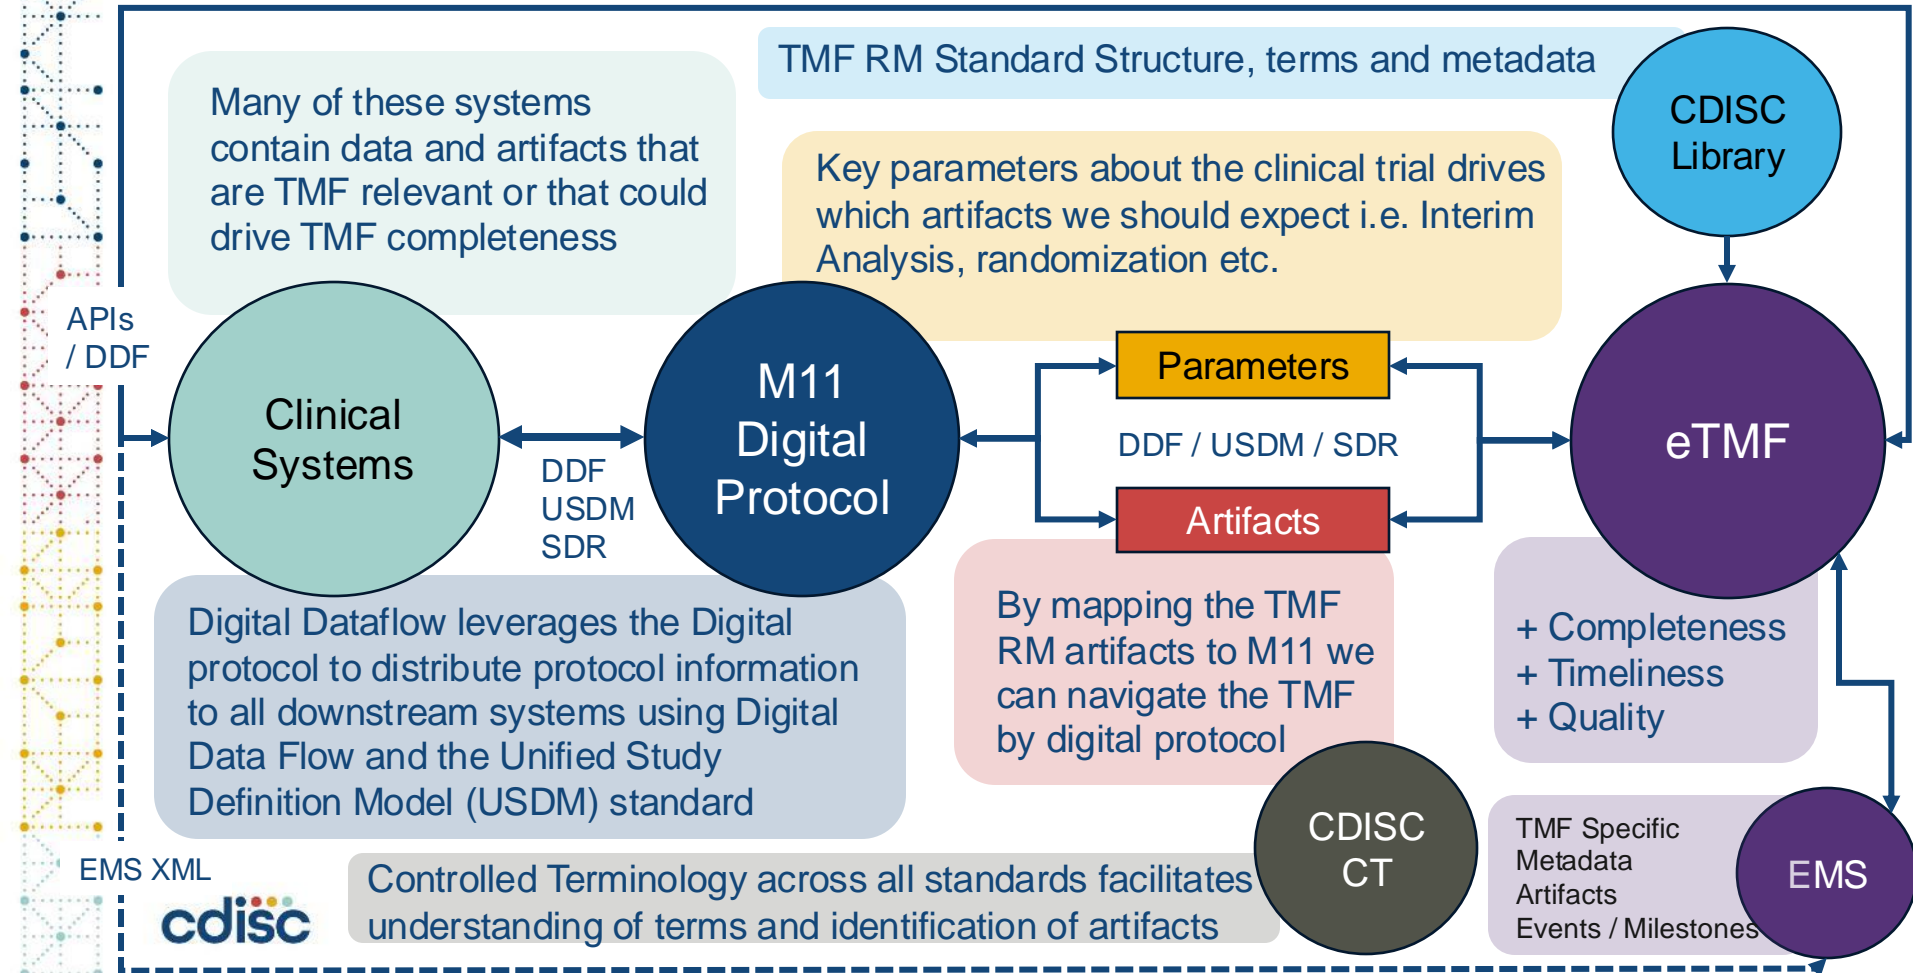 TMF RM Standard Structure, terms and metadata
CDISC
Library
Many of these systems
contain data and artifacts that
are TMF relevant or that could
drive TMF completeness
Key parameters about the clinical trial drives
which artifacts we should expect i.e. Interim
Analysis, randomization etc.
APIs
/ DDF
Clinical
Systems
DDF
USDM
SDR
M11
Digital
Protocol
Parameters
DDF / USDM / SDR
Artifacts
eTMF
Digital Dataflow leverages the Digital
protocol to distribute protocol information
to all downstream systems using Digital
Data Flow and the Unified Study
Definition Model (USDM) standard
By mapping the TMF
RM artifacts to M11 we
can navigate the TMF
by digital protocol
+ Completeness
+ Timeliness
+ Quality
EMS XML
cdisc
Controlled Terminology across all standards facilitates
understanding of terms and identification of artifacts
CDISC
CT
TMF Specific
Metadata
Artifacts
Events / Milestones
EMS